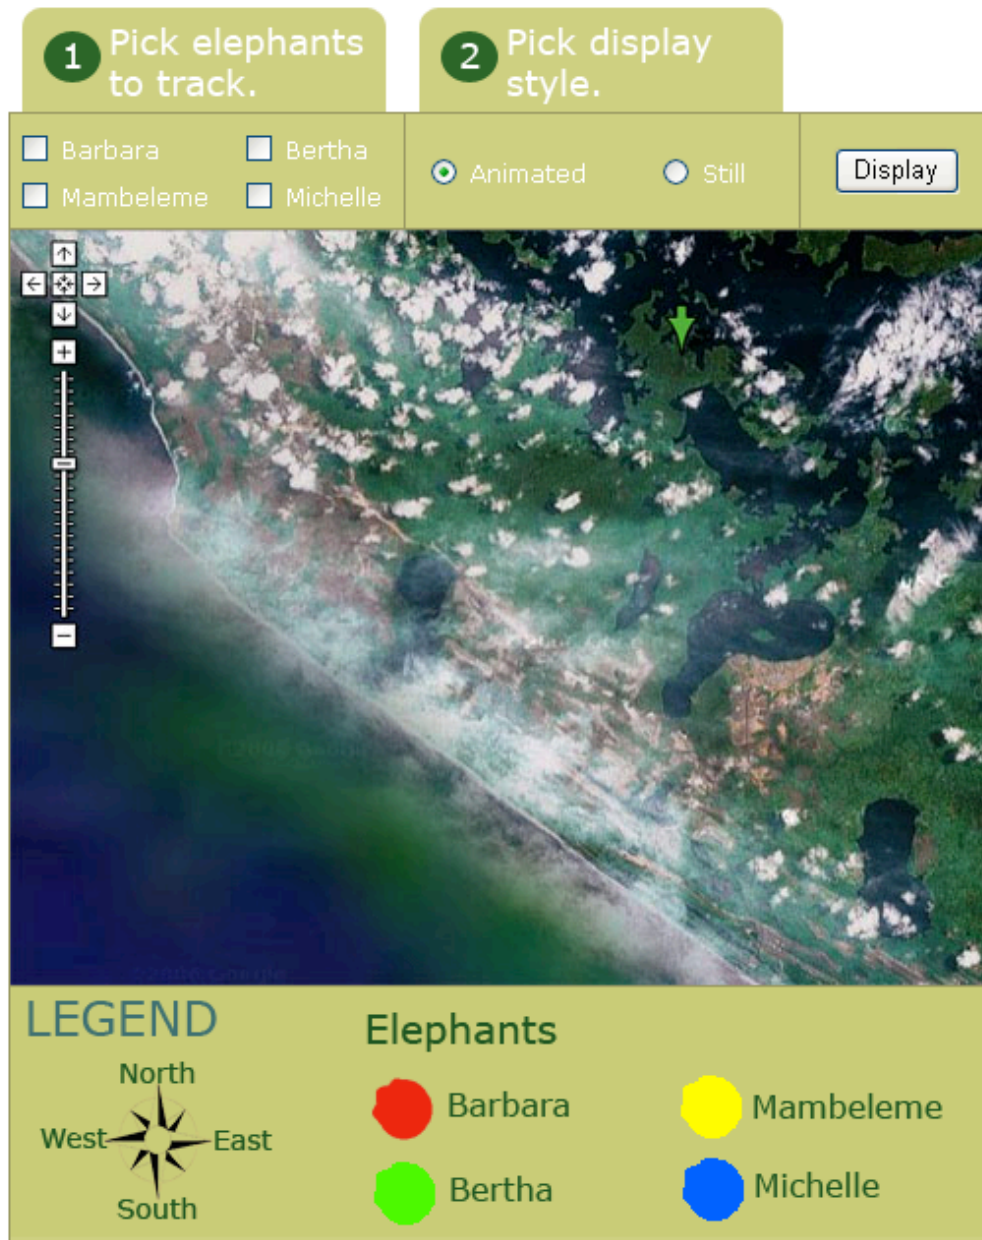 1 Pick elephants
to track.
2 Pick display
style.
Barbara
Bertha
Mambeleme
Michelle
Animated
Still
Display
LEGEND
North
West
East
South
Elephants
Barbara
Mambeleme
Bertha
Michelle